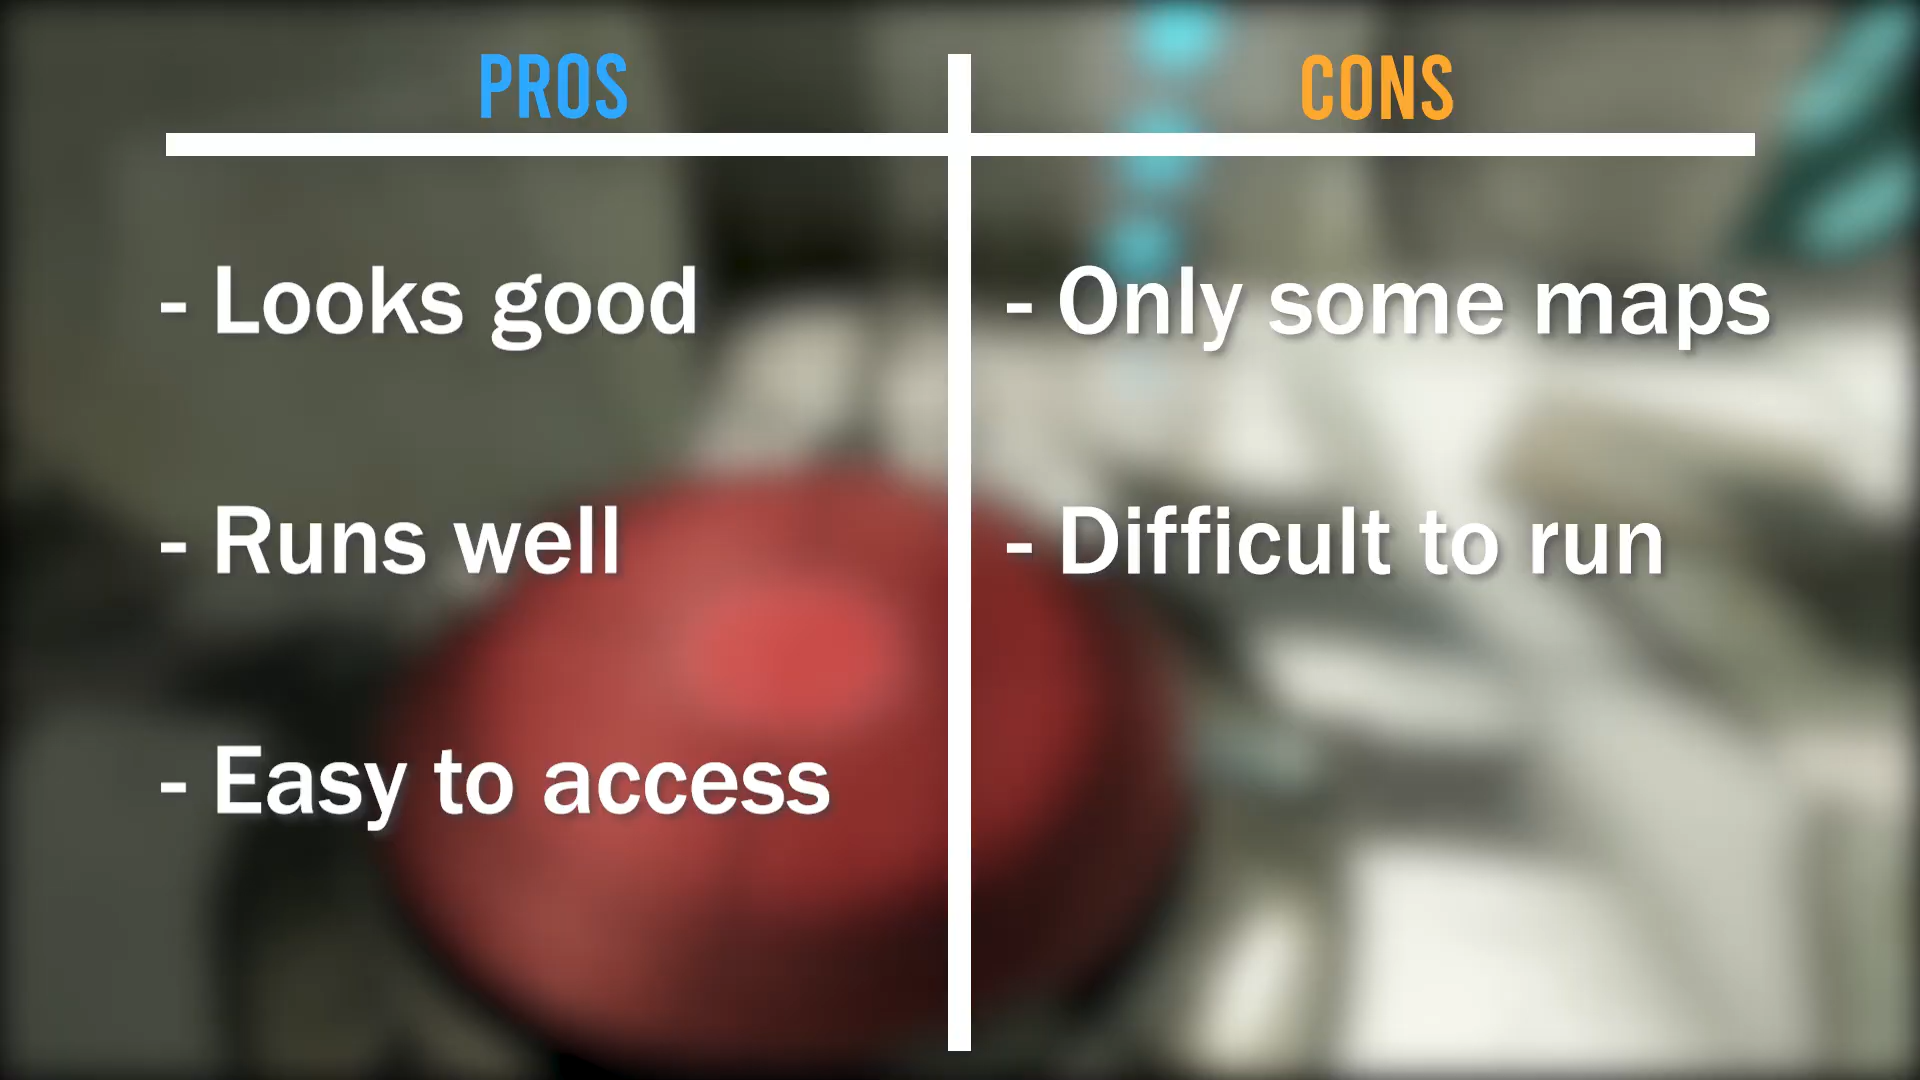 PROS
CONS
- Looks good
- Only some maps
- Runs well
- Difficult to run
- Easy to access